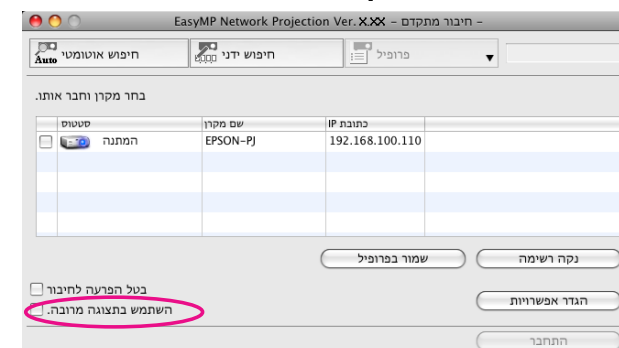 EasyMP Network Projection Ver. X.XX - חיבור מתקדם -
Auto חיפוש אוטומטי חיפוש ידני פרופיל
בחר מקרן וחבר אותו.
סטטוס שם מקרן כתובת IP
המתנה EPSON-PJ 192.168.100.110
שמור בפרופיל נקה רשימה
בטל הפרעה לחיבור
השתמש בתצוגה מרובה. הגדר אפשרויות
התחבר